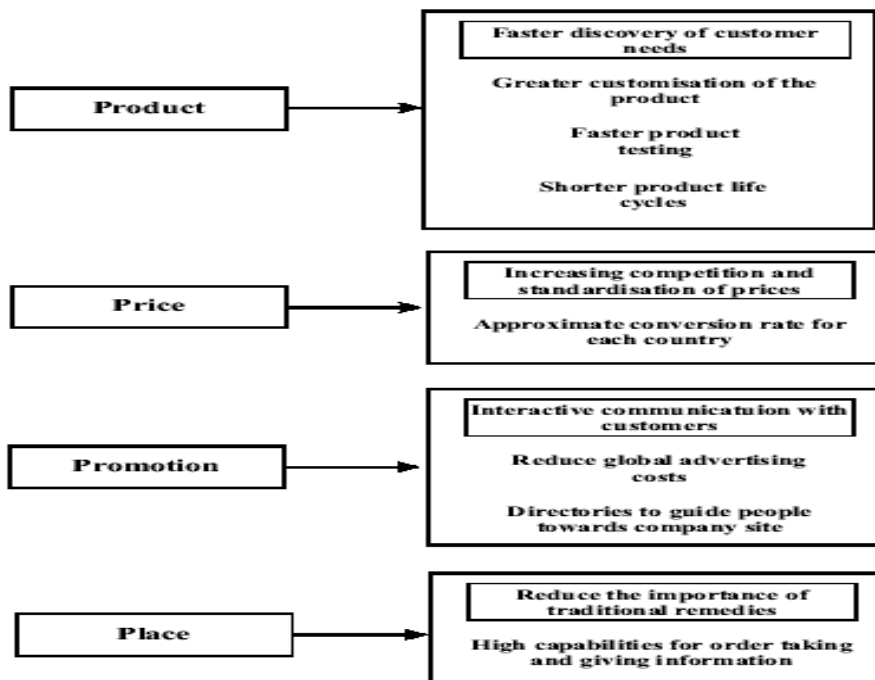 Product
Faster discovery of customer
needs
Greater customisation of the
product
Faster product
testing
Shorter product life
cycles
Price
Increasing competition and
standardisation of prices
Approximate conversion rate for
each country
Promotion
Interactive communicatuion with
customers
Reduce global advertising
costs
Directories to guide people
towards company site
Place
Reduce the importance of
traditional remedies
High capabilities for order taking
and giving information